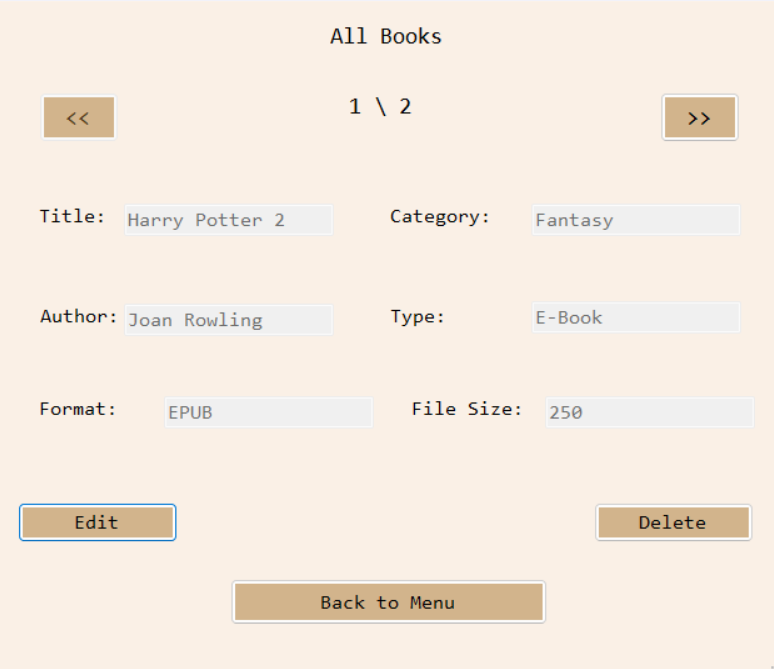 All Books
<< 1 \ 2 >>
Title: Harry Potter 2 Category: Fantasy
Author: Joan Rowling Type: E-Book
Format: EPUB File Size: 250
Edit Delete
Back to Menu